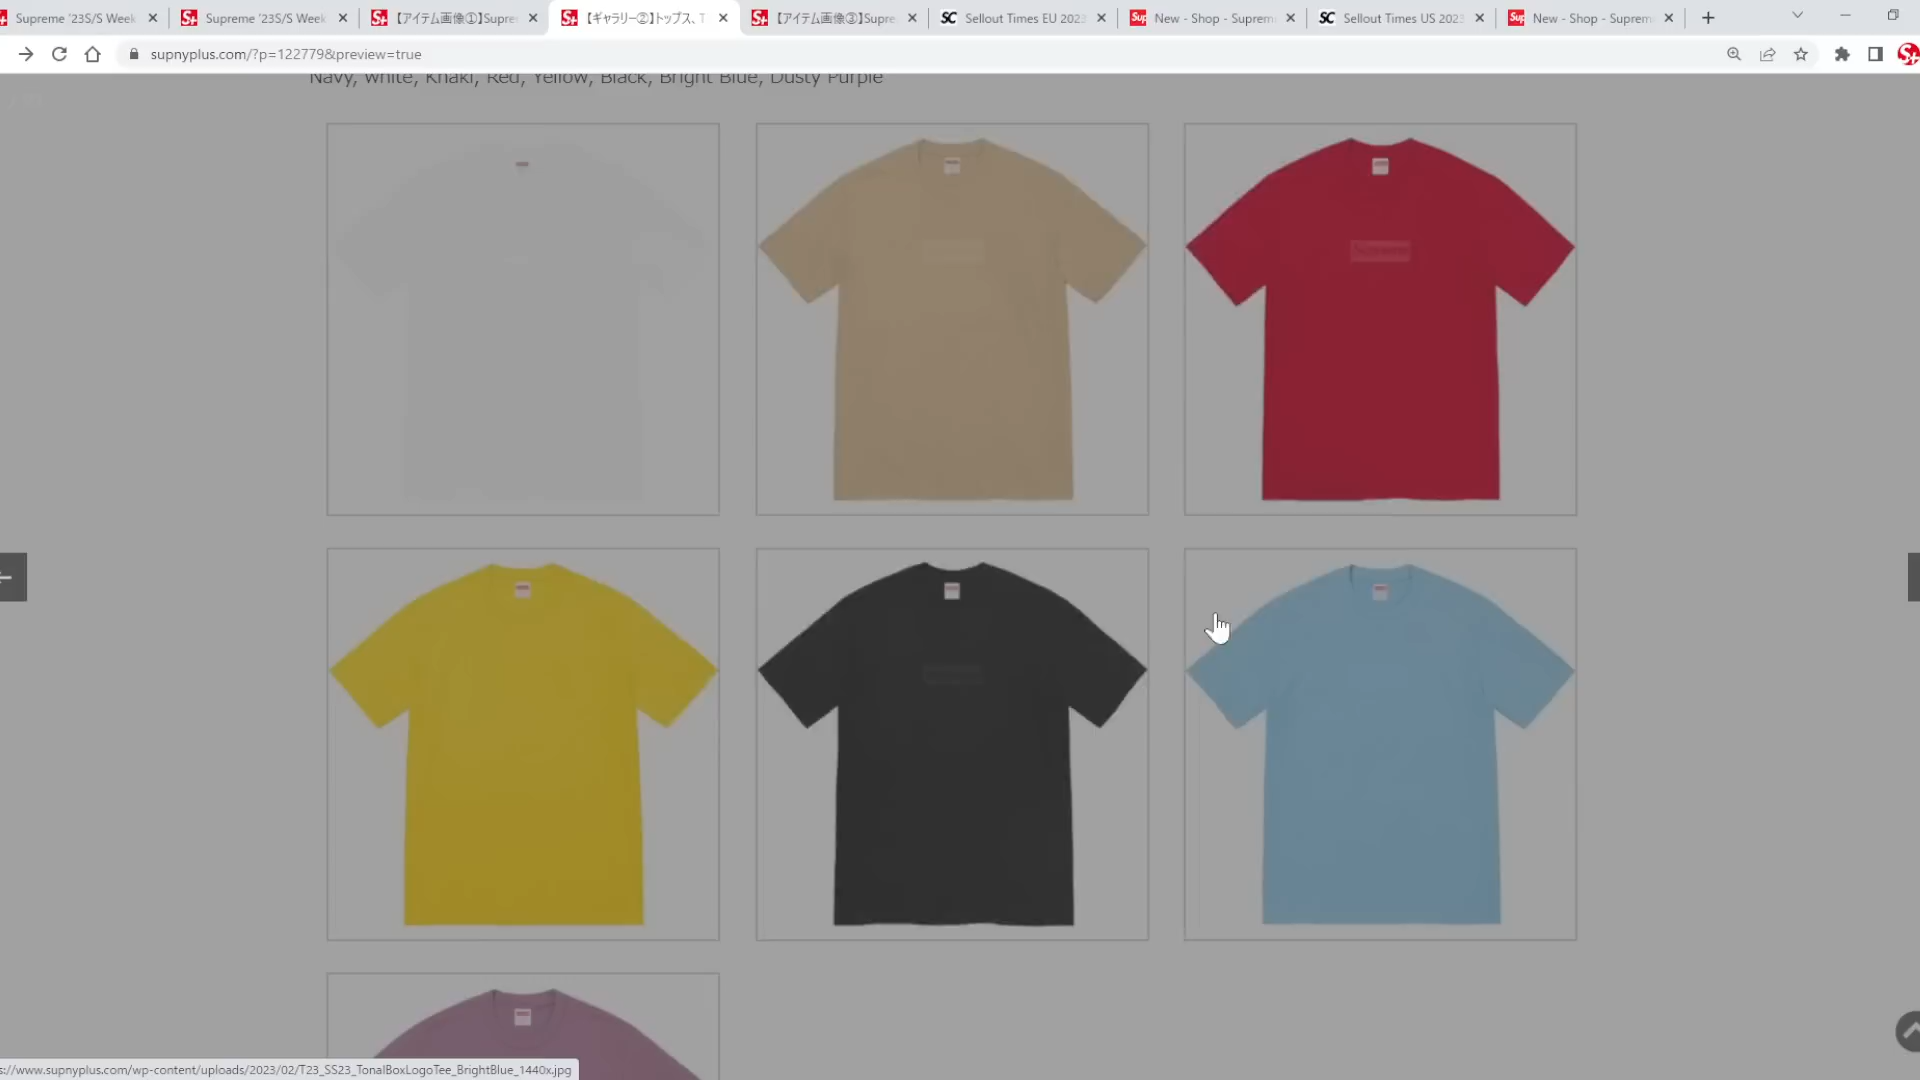 Supreme '23S/S Week
Supreme '23S/S Week
【アイテム画像①】Supre
【ギャラリー②】トップス、T
【アイテム画像③】Supre
Sellout Times EU 2023
New - Shop - Suprem
Sellout Times US 2023
New - Shop - Suprem
supnyplus.com/?p=122779&preview=true
Navy, White, Khaki, Red, Yellow, Black, Bright Blue, Dusty Purple
s://www.supnyplus.com/wp-content/uploads/2023/02/T23_SS23_TonalBoxLogoTee_BrightBlue_1440x.jpg